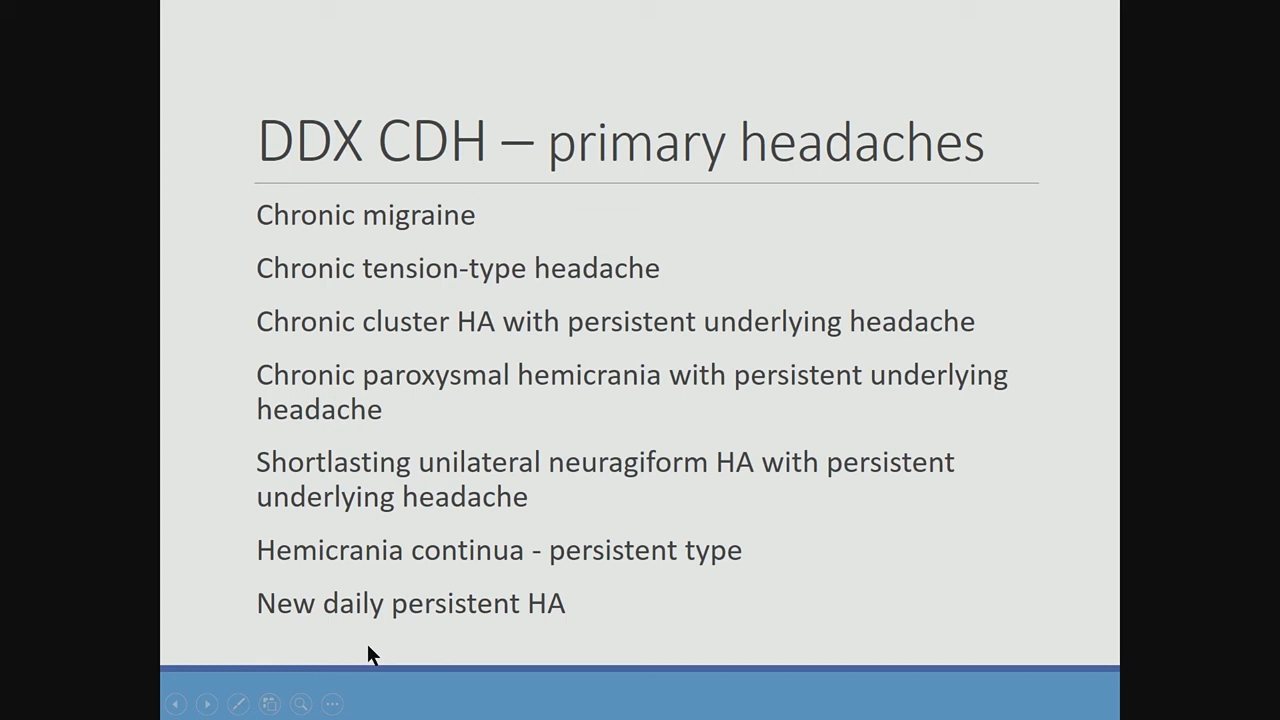 DDX CDH – primary headaches
Chronic migraine
Chronic tension-type headache
Chronic cluster HA with persistent underlying headache
Chronic paroxysmal hemicrania with persistent underlying
headache
Shortlasting unilateral neuragiform HA with persistent
underlying headache
Hemicrania continua - persistent type
New daily persistent HA